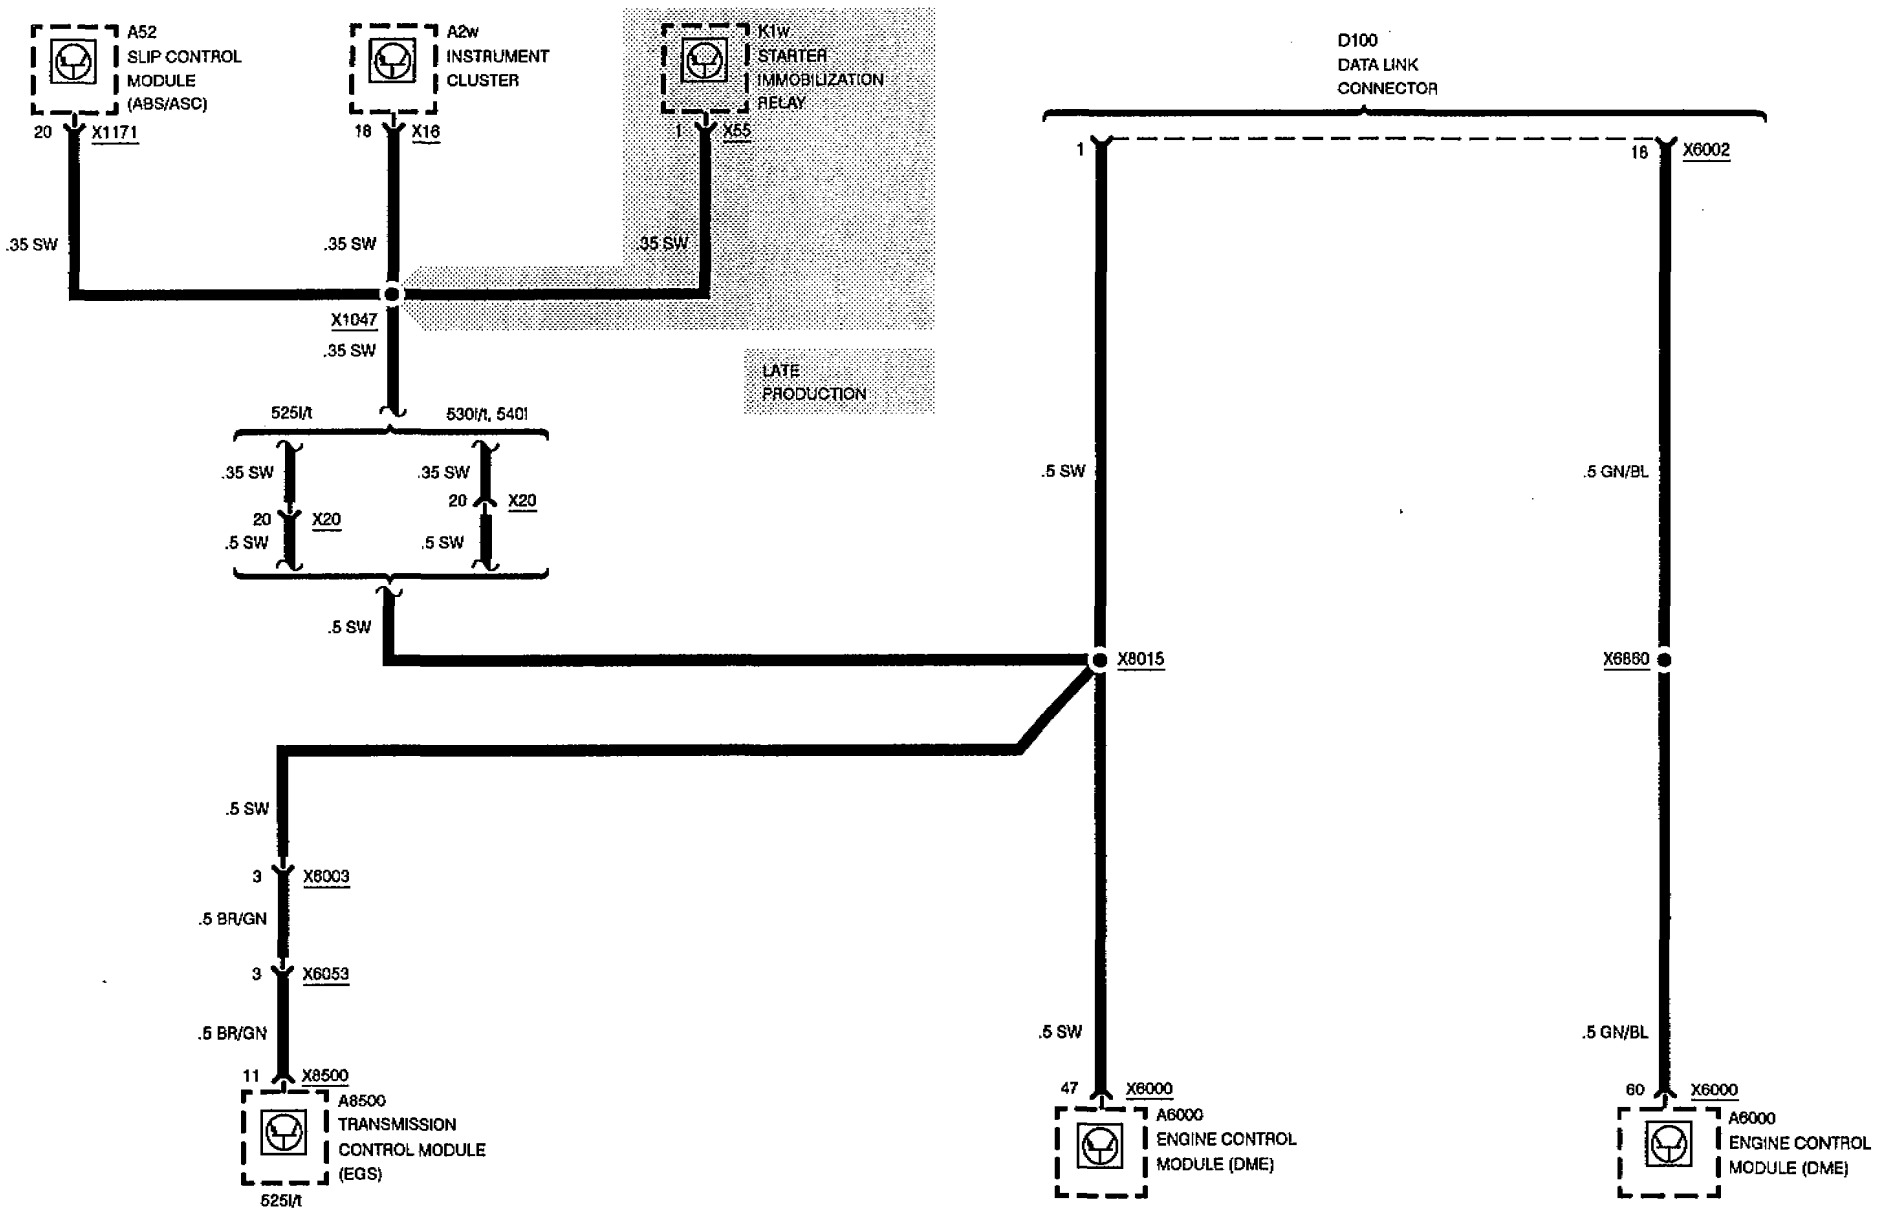 A52
SLIP CONTROL
MODULE
(ABS/ASC)
A2w
INSTRUMENT
CLUSTER
K1w
STARTER
IMMOBILIZATION
RELAY
D100
DATA LINK
CONNECTOR
20 X1171
18 X16
1 X55
1
18 X6002
.35 SW
.35 SW
.35 SW
X1047
.35 SW
LATE
PRODUCTION
525I/t
530I/t, 540I
.35 SW
.35 SW
20 X20
20 X20
.5 SW
.5 SW
.5 SW
.5 GN/BL
.5 SW
X8015
X6860
.5 SW
3 X8003
.5 BR/GN
3 X6053
.5 BR/GN
.5 SW
.5 GN/BL
11 X8500
47 X6000
60 X6000
A8500
TRANSMISSION
CONTROL MODULE
(EGS)
525I/t
A6000
ENGINE CONTROL
MODULE (DME)
A6000
ENGINE CONTROL
MODULE (DME)